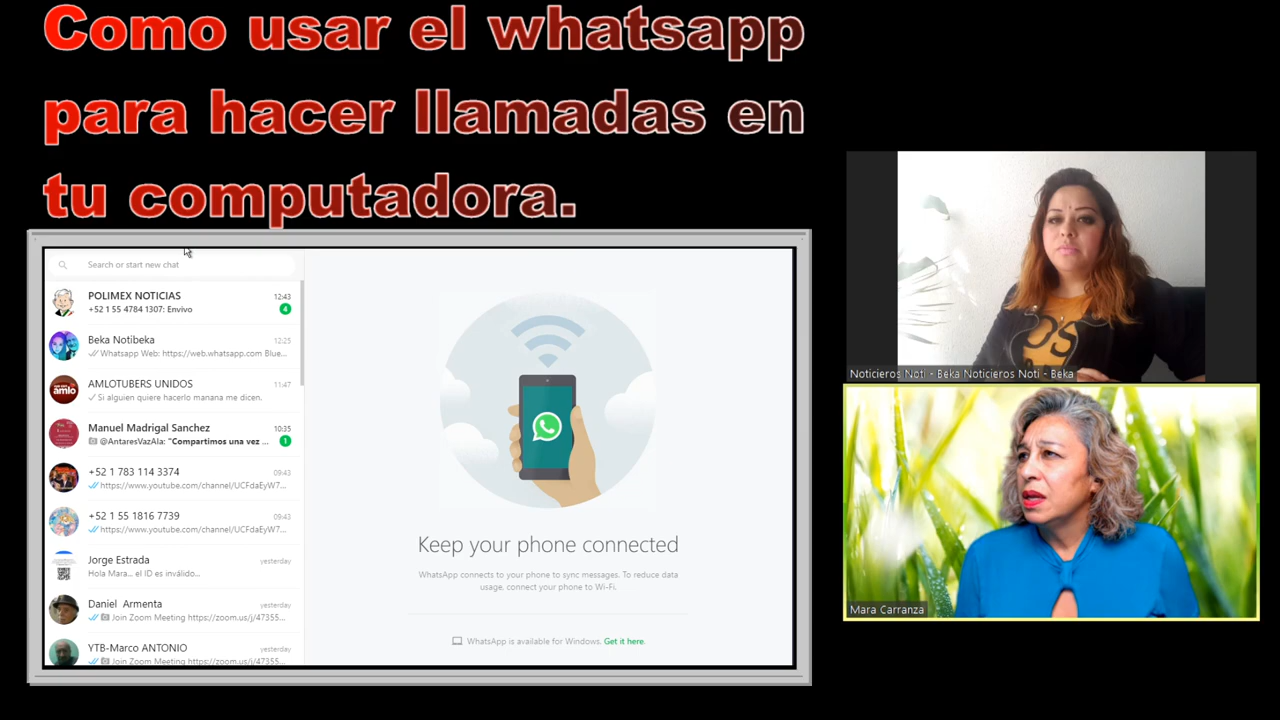 Como usar el whatsapp
para hacer llamadas en
tu computadora.
Search or start new chat
POLIMEX NOTICIAS 12:43
+52 1 55 4784 1307: Envivo 4
Beka Notibeka 12:25
Whatsapp Web: https://web.whatsapp.com Blue...
AMLOTUBERS UNIDOS 11:47
Si alguien quiere hacerlo manana me dicen.
Manuel Madrigal Sanchez 10:35
@AntaresVazAla: "Compartimos una vez ... 1
+52 1 783 114 3374 09:43
https://www.youtube.com/channel/UCFdaEyW7...
+52 1 55 1816 7739 09:43
https://www.youtube.com/channel/UCFdaEyW7...
Jorge Estrada yesterday
Hola Mara... el ID es inválido...
Daniel Armenta yesterday
Join Zoom Meeting https://zoom.us/j/47355...
YTB-Marco ANTONIO yesterday
Join Zoom Meeting https://zoom.us/j/47355...
Keep your phone connected
WhatsApp connects to your phone to sync messages. To reduce data
usage, connect your phone to Wi-Fi.
WhatsApp is available for Windows. Get it here.
Noticieros Noti - Beka Noticieros Noti - Beka
Mara Carranza